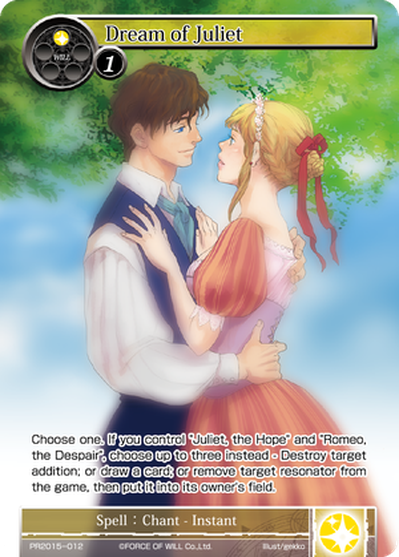 Dream of Juliet
WILL
1
Choose one. If you control "Juliet, the Hope" and "Romeo,
the Despair", choose up to three instead - Destroy target
addition; or draw a card; or remove target resonator from
the game, then put it into its owner's field.
Spell : Chant - Instant
PR2015-012 ©FORCE OF WILL Co.,Ltd. Illust/gekko